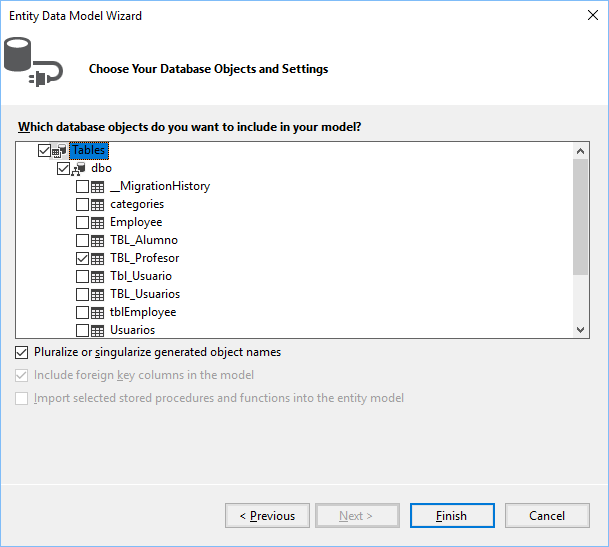 Entity Data Model Wizard
Choose Your Database Objects and Settings
Which database objects do you want to include in your model?
Tables
dbo
__MigrationHistory
categories
Employee
TBL_Alumno
TBL_Profesor
Tbl_Usuario
TBL_Usuarios
tblEmployee
Usuarios
Pluralize or singularize generated object names
Include foreign key columns in the model
Import selected stored procedures and functions into the entity model
< Previous
Next >
Finish
Cancel